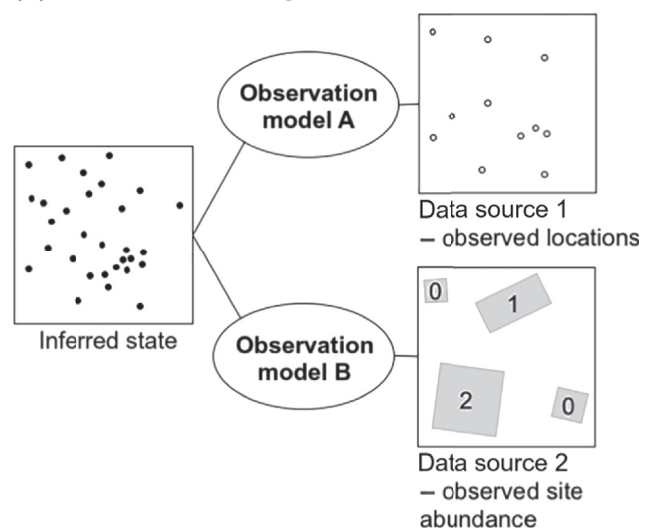 Observation
model A
Data source 1
– observed locations
Inferred state
Observation
model B
0
1
2
0
Data source 2
– observed site
abundance